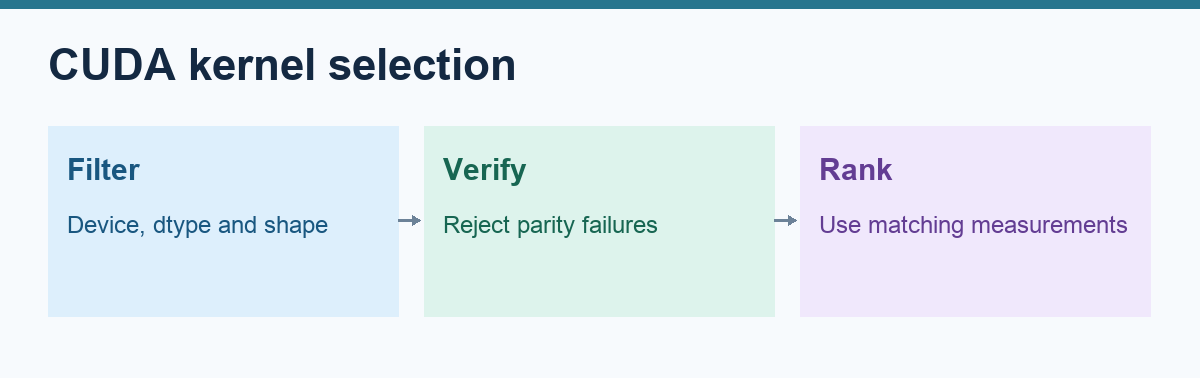 CUDA kernel selection
Filter
Device, dtype and shape
Verify
Reject parity failures
Rank
Use matching measurements